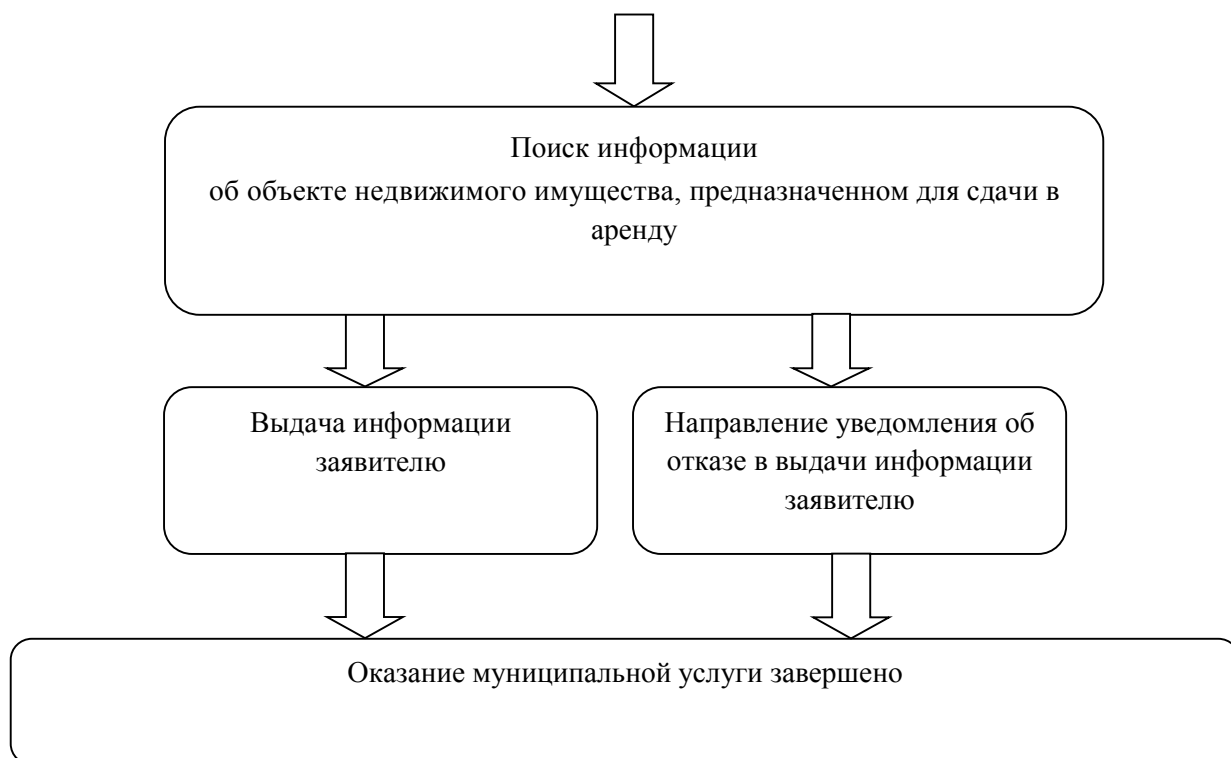 Поиск информации
об объекте недвижимого имущества, предназначенном для сдачи в
аренду
Выдача информации
заявителю
Направление уведомления об
отказе в выдачи информации
заявителю
Оказание муниципальной услуги завершено